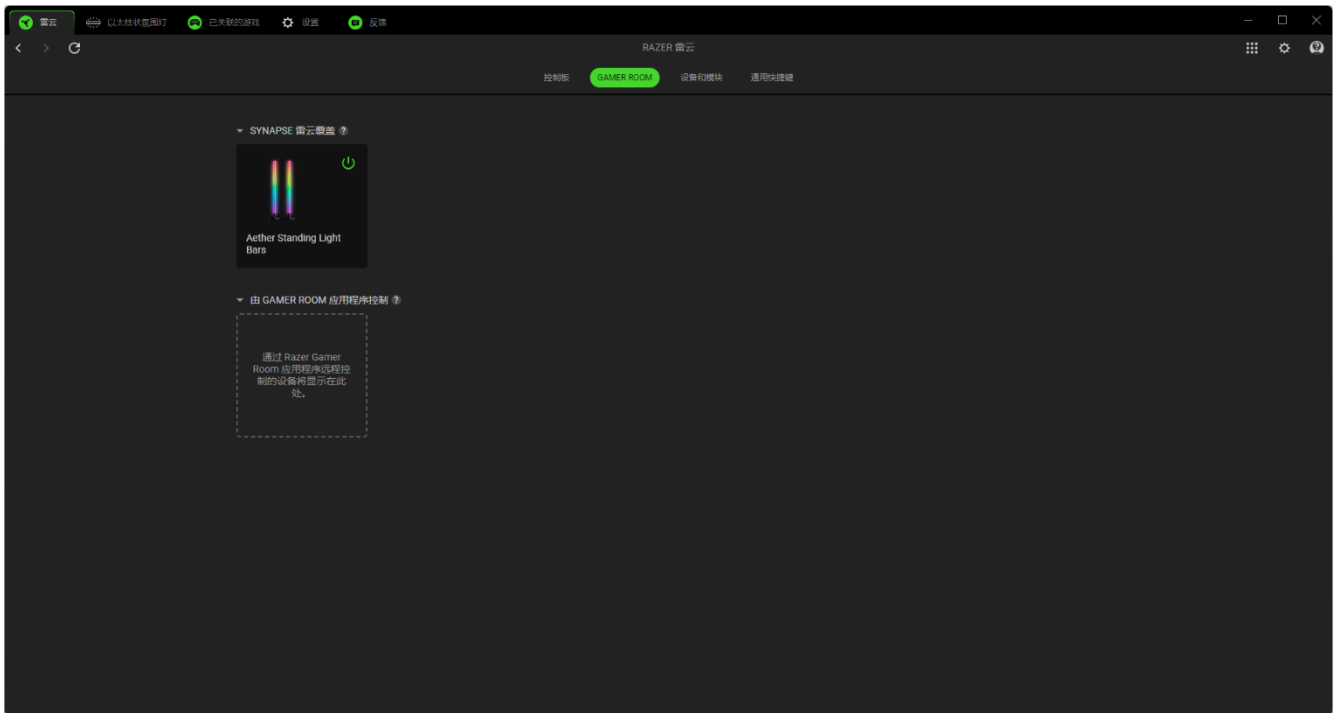 雷云 以太柱状氛围灯 已关联的游戏 设置 反馈
RAZER 雷云
控制板 GAMER ROOM 设备和模块 通用快捷键
SYNAPSE 雷云覆盖 ?
Aether Standing Light
Bars
由 GAMER ROOM 应用程序控制 ?
通过 Razer Gamer
Room 应用程序远程控
制的设备将显示在此
处。